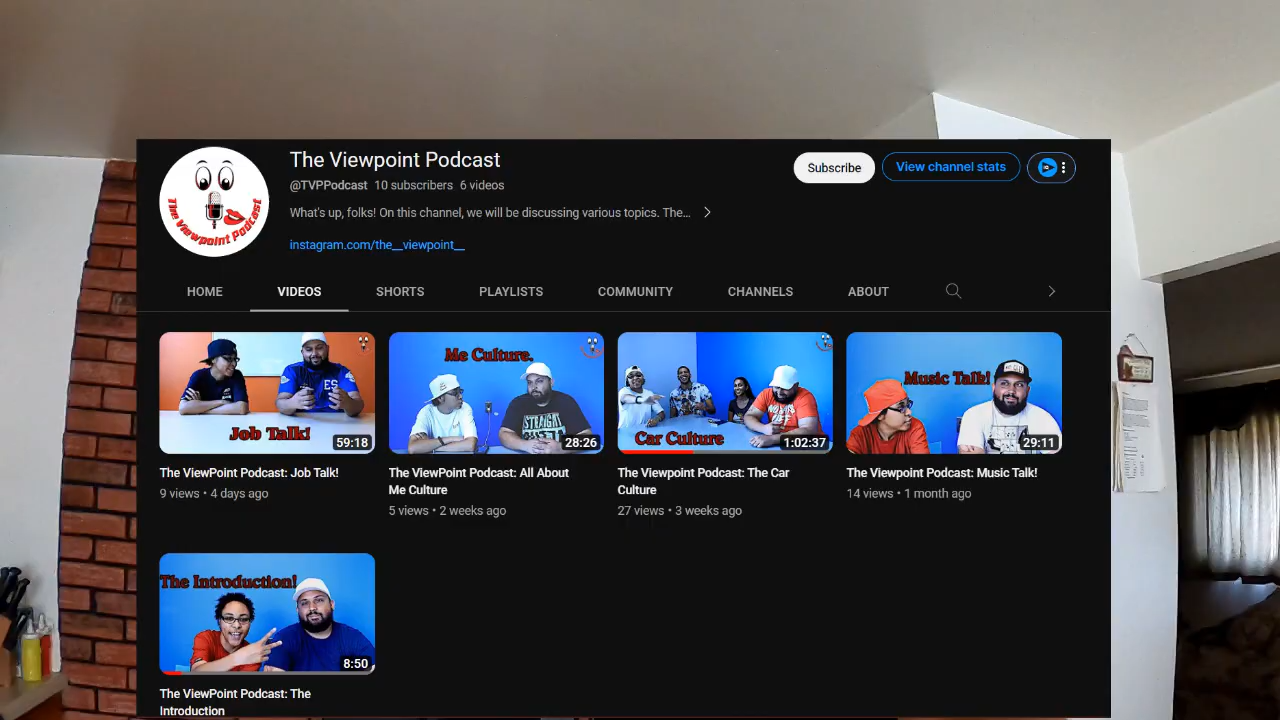 The Viewpoint Podcast
@TVPPodcast 10 subscribers 6 videos
What's up, folks! On this channel, we will be discussing various topics. The...
instagram.com/the__viewpoint__
Subscribe
View channel stats
The Viewpoint Podcast
HOME VIDEOS SHORTS PLAYLISTS COMMUNITY CHANNELS ABOUT
Job Talk!
59:18
The ViewPoint Podcast: Job Talk!
9 views • 4 days ago
Me Culture.
STRAIGHT
28:26
The ViewPoint Podcast: All About
Me Culture
5 views • 2 weeks ago
Car Culture
1:02:37
The Viewpoint Podcast: The Car
Culture
27 views • 3 weeks ago
Music Talk!
29:11
The Viewpoint Podcast: Music Talk!
14 views • 1 month ago
The Introduction!
8:50
The ViewPoint Podcast: The
Introduction